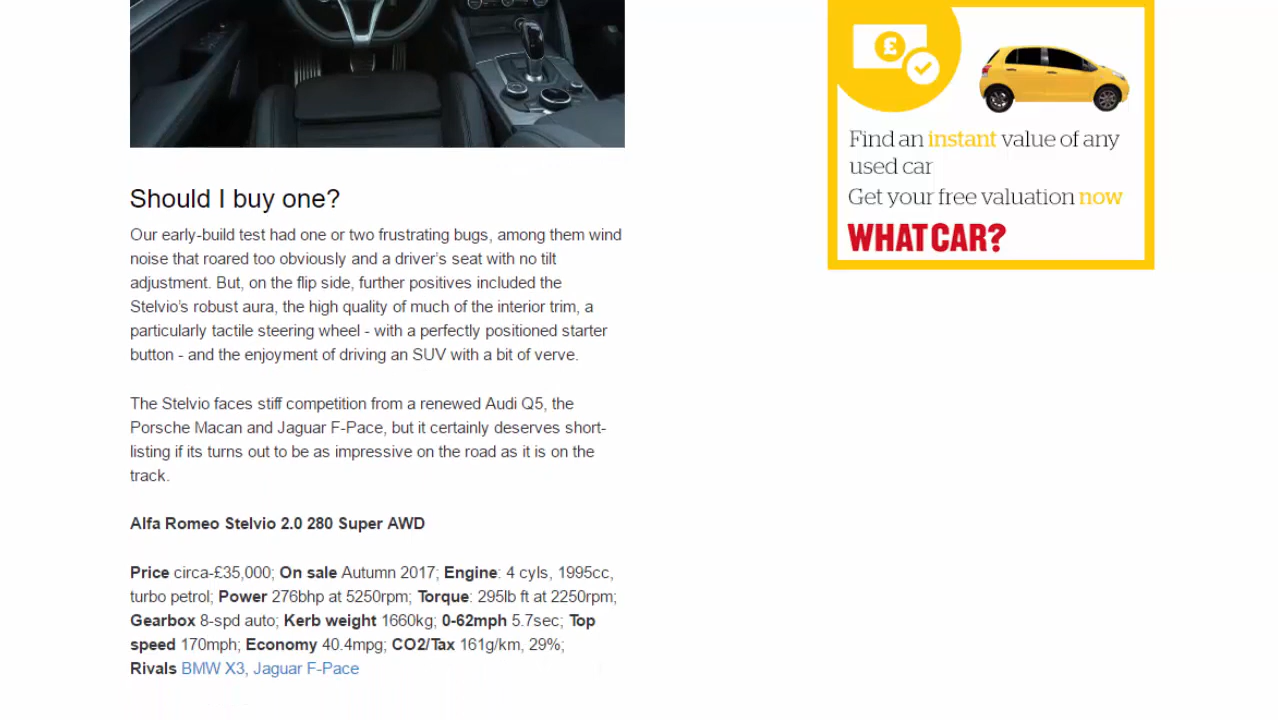 Should I buy one?
Our early-build test had one or two frustrating bugs, among them wind
noise that roared too obviously and a driver's seat with no tilt
adjustment. But, on the flip side, further positives included the
Stelvio's robust aura, the high quality of much of the interior trim, a
particularly tactile steering wheel - with a perfectly positioned starter
button - and the enjoyment of driving an SUV with a bit of verve.
The Stelvio faces stiff competition from a renewed Audi Q5, the
Porsche Macan and Jaguar F-Pace, but it certainly deserves short-
listing if its turns out to be as impressive on the road as it is on the
track.
Alfa Romeo Stelvio 2.0 280 Super AWD
Price circa-£35,000; On sale Autumn 2017; Engine: 4 cyls, 1995cc,
turbo petrol; Power 276bhp at 5250rpm; Torque: 295lb ft at 2250rpm;
Gearbox 8-spd auto; Kerb weight 1660kg; 0-62mph 5.7sec; Top
speed 170mph; Economy 40.4mpg; CO2/Tax 161g/km, 29%;
Rivals BMW X3, Jaguar F-Pace
£
Find an instant value of any
used car
Get your free valuation now
WHAT CAR?